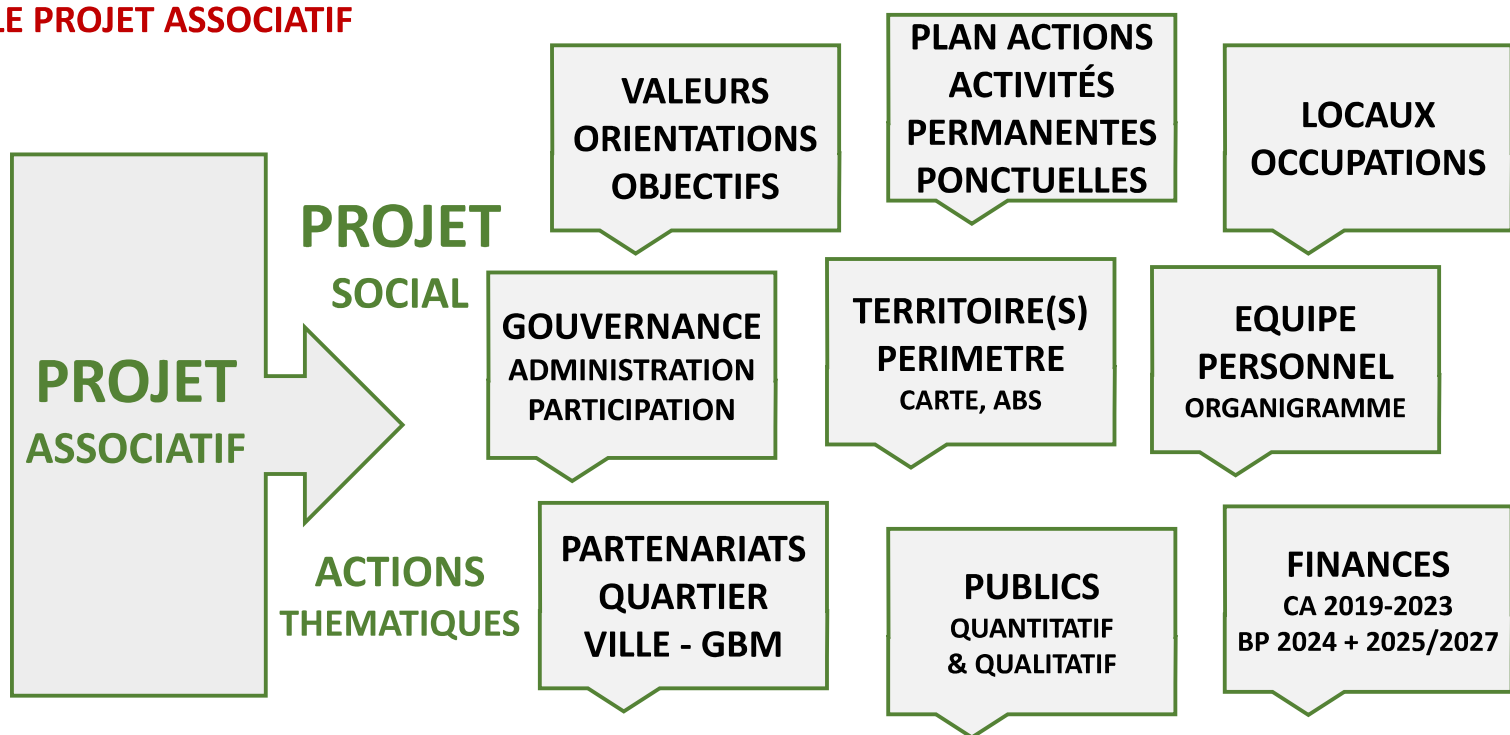 LE PROJET ASSOCIATIF
PROJET
ASSOCIATIF
PROJET
SOCIAL
ACTIONS
THEMATIQUES
VALEURS
ORIENTATIONS
OBJECTIFS
PLAN ACTIONS
ACTIVITÉS
PERMANENTES
PONCTUELLES
LOCAUX
OCCUPATIONS
GOUVERNANCE
ADMINISTRATION
PARTICIPATION
TERRITOIRE(S)
PERIMETRE
CARTE, ABS
EQUIPE
PERSONNEL
ORGANIGRAMME
PARTENARIATS
QUARTIER
VILLE - GBM
PUBLICS
QUANTITATIF
& QUALITATIF
FINANCES
CA 2019-2023
BP 2024 + 2025/2027